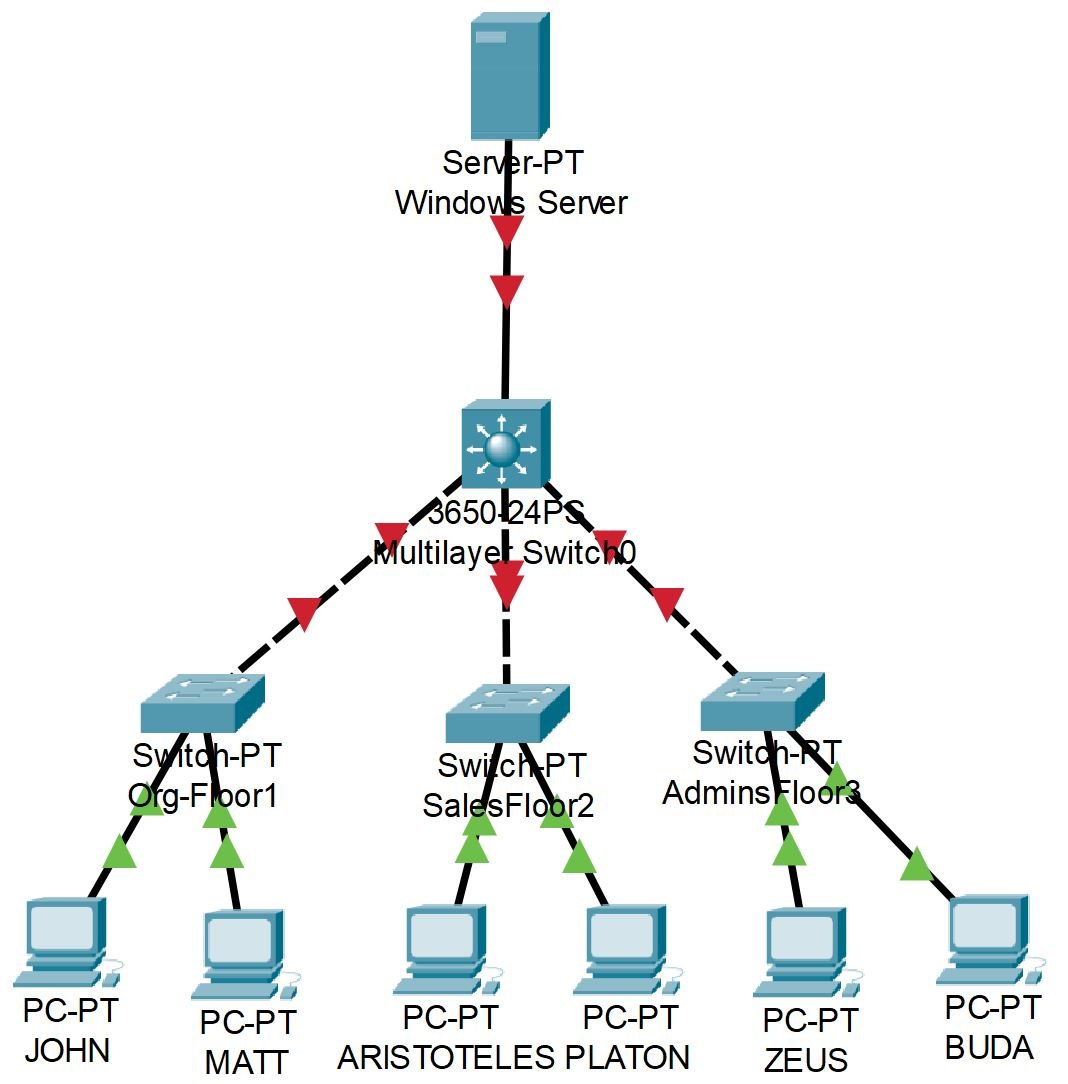 Server-PT
Windows Server
3650-24PS
Multilayer Switch0
Switch-PT
Org-Floor1
Switch-PT
SalesFloor2
Switch-PT
AdminsFloor3
PC-PT
JOHN
PC-PT
MATT
PC-PT
ARISTOTELES
PC-PT
PLATON
PC-PT
ZEUS
PC-PT
BUDA